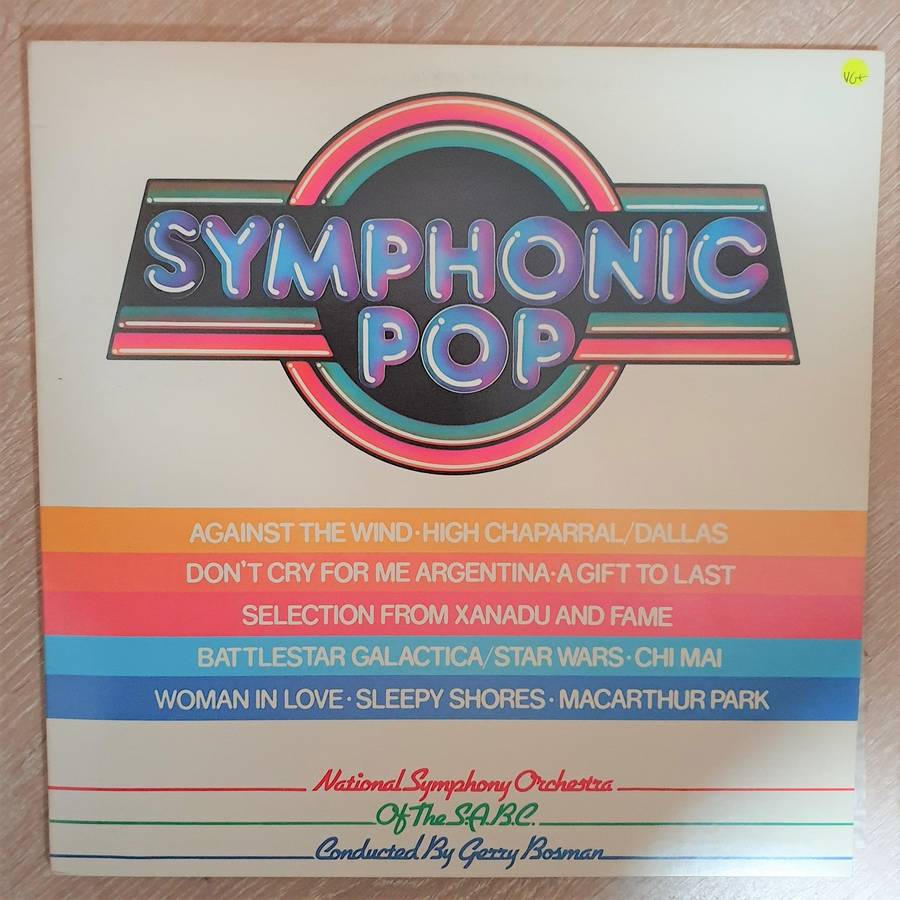 VG+
SYMPHONIC
POP
AGAINST THE WIND·HIGH CHAPARRAL/DALLAS
DON'T CRY FOR ME ARGENTINA·A GIFT TO LAST
SELECTION FROM XANADU AND FAME
BATTLESTAR GALACTICA/STAR WARS·CHI MAI
WOMAN IN LOVE·SLEEPY SHORES·MACARTHUR PARK
National Symphony Orchestra
Of The S.A.B.C.
Conducted By Gerry Bosman